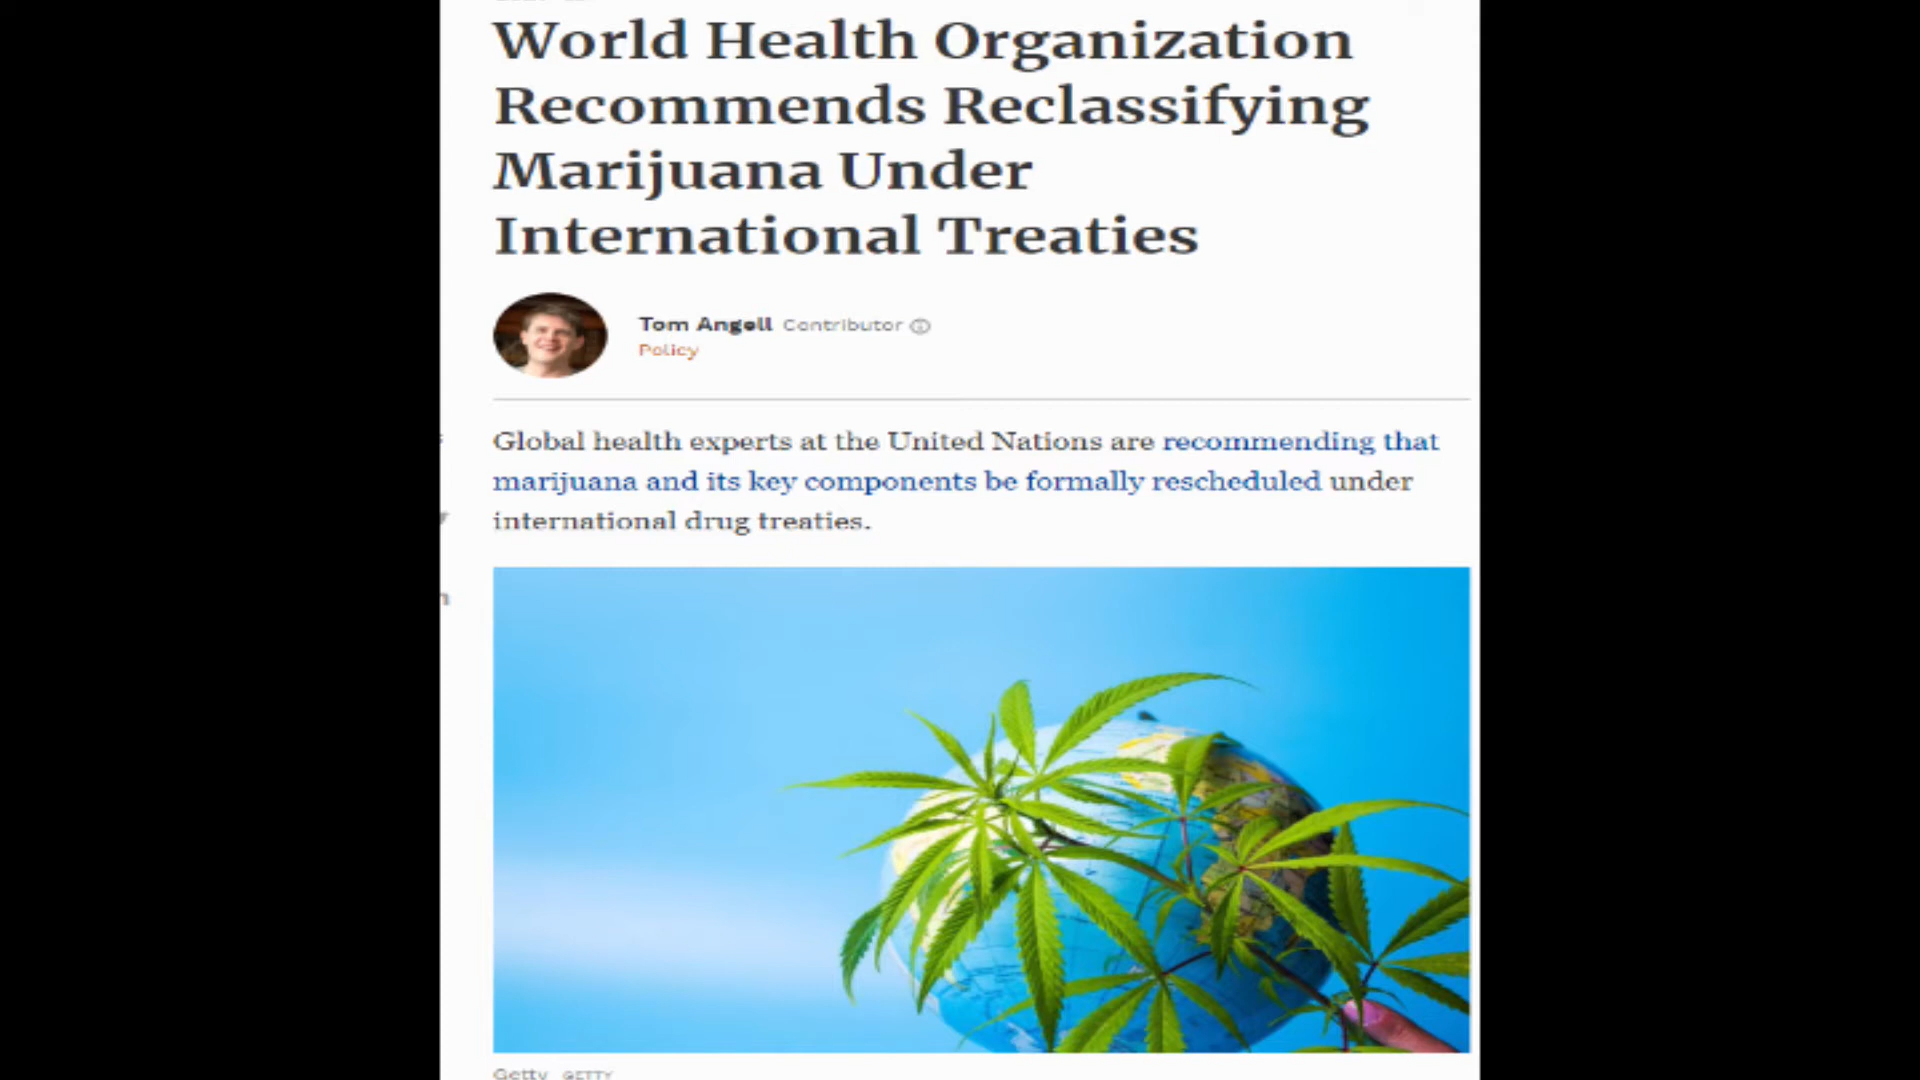 World Health Organization
Recommends Reclassifying
Marijuana Under
International Treaties
Tom Angell Contributor
Policy
Global health experts at the United Nations are recommending that
marijuana and its key components be formally rescheduled under
international drug treaties.
Getty GETTY